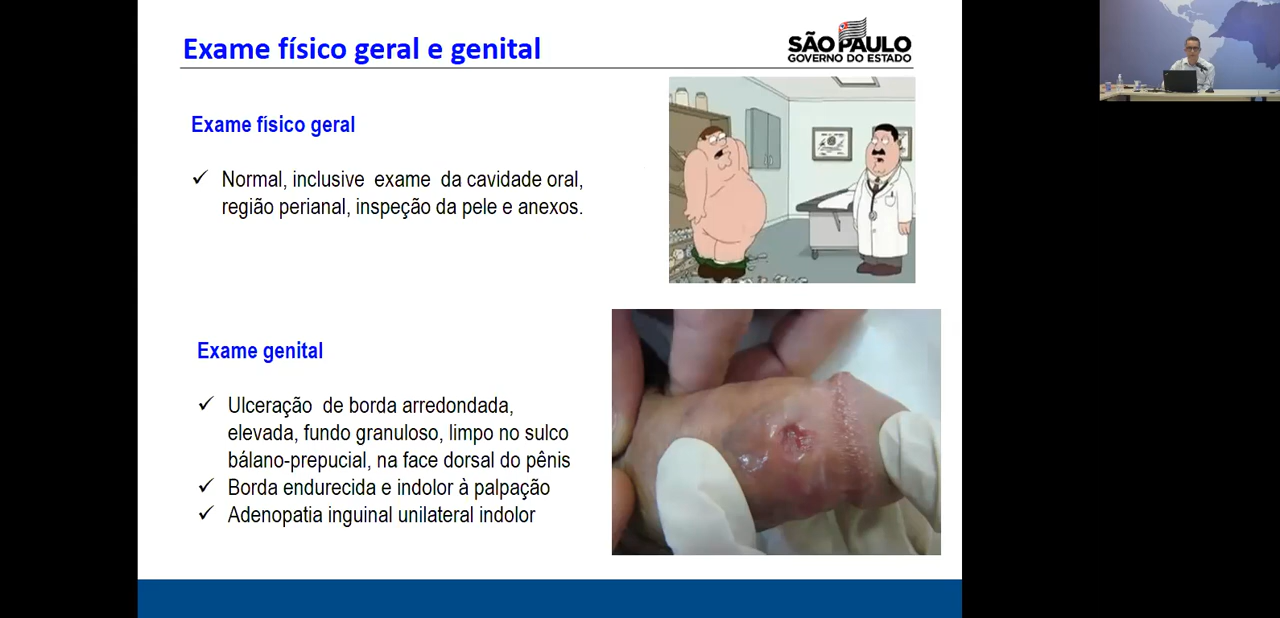 Exame físico geral e genital
SÃO PAULO
GOVERNO DO ESTADO
Exame físico geral
✓ Normal, inclusive exame da cavidade oral,
região perianal, inspeção da pele e anexos.
Exame genital
✓ Ulceração de borda arredondada,
elevada, fundo granuloso, limpo no sulco
bálano-prepucial, na face dorsal do pênis
✓ Borda endurecida e indolor à palpação
✓ Adenopatia inguinal unilateral indolor